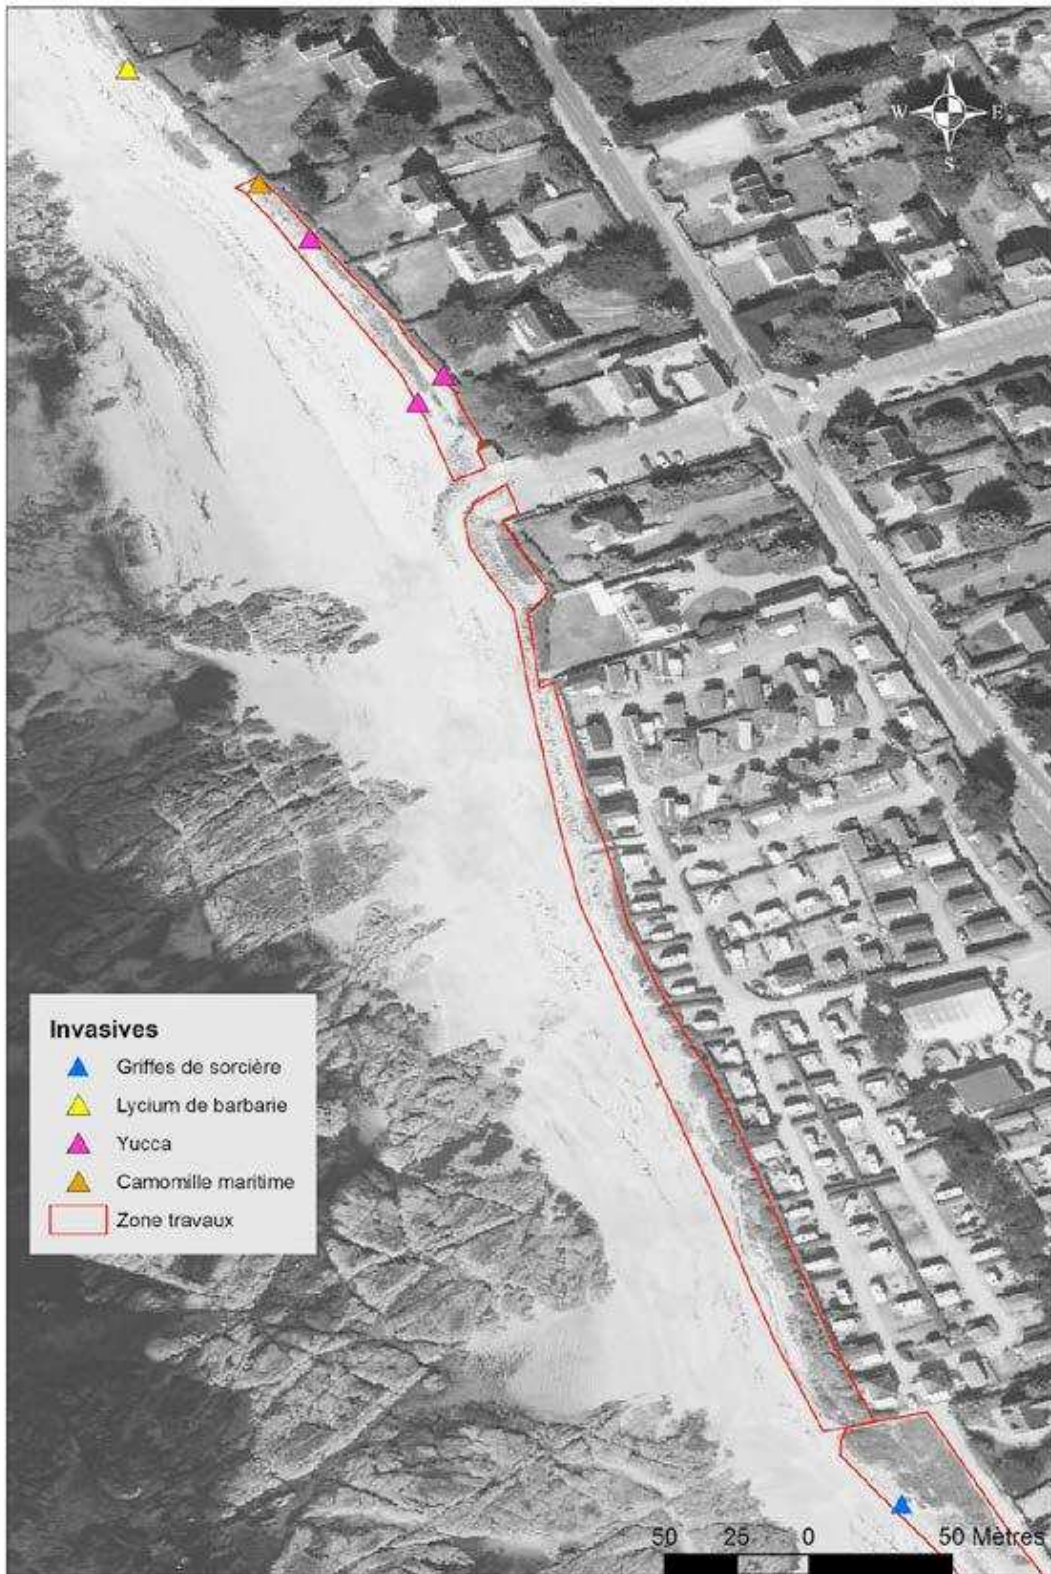 N
W E
S
Invasives
Griffes de sorcière
Lycium de barbarie
Yucca
Camomille maritime
Zone travaux
50 25 0 50 Mètres